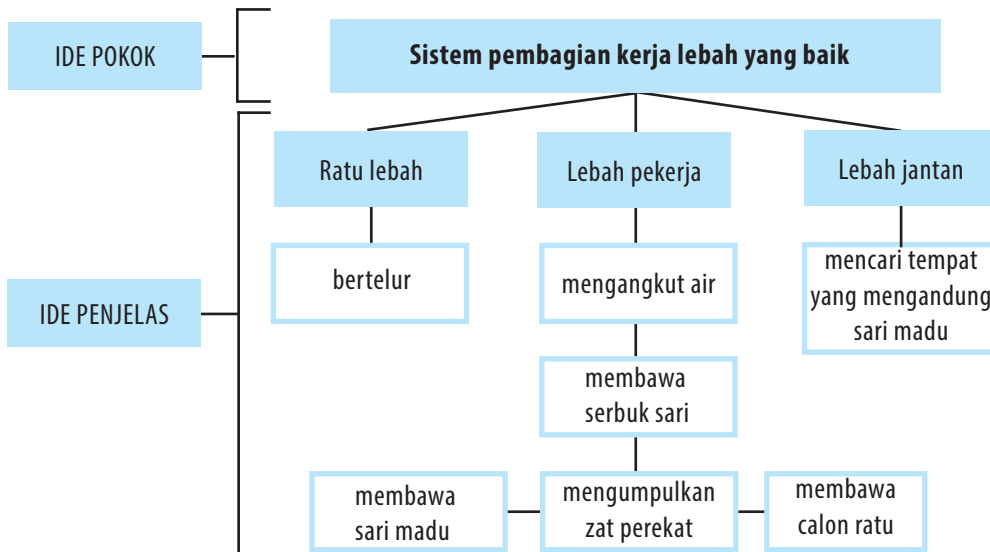 IDE POKOK
Sistem pembagian kerja lebah yang baik
Ratu lebah
Lebah pekerja
Lebah jantan
bertelur
mengangkut air
mencari tempat
yang mengandung
sari madu
IDE PENJELAS
membawa
serbuk sari
membawa
sari madu
mengumpulkan
zat perekat
membawa
calon ratu